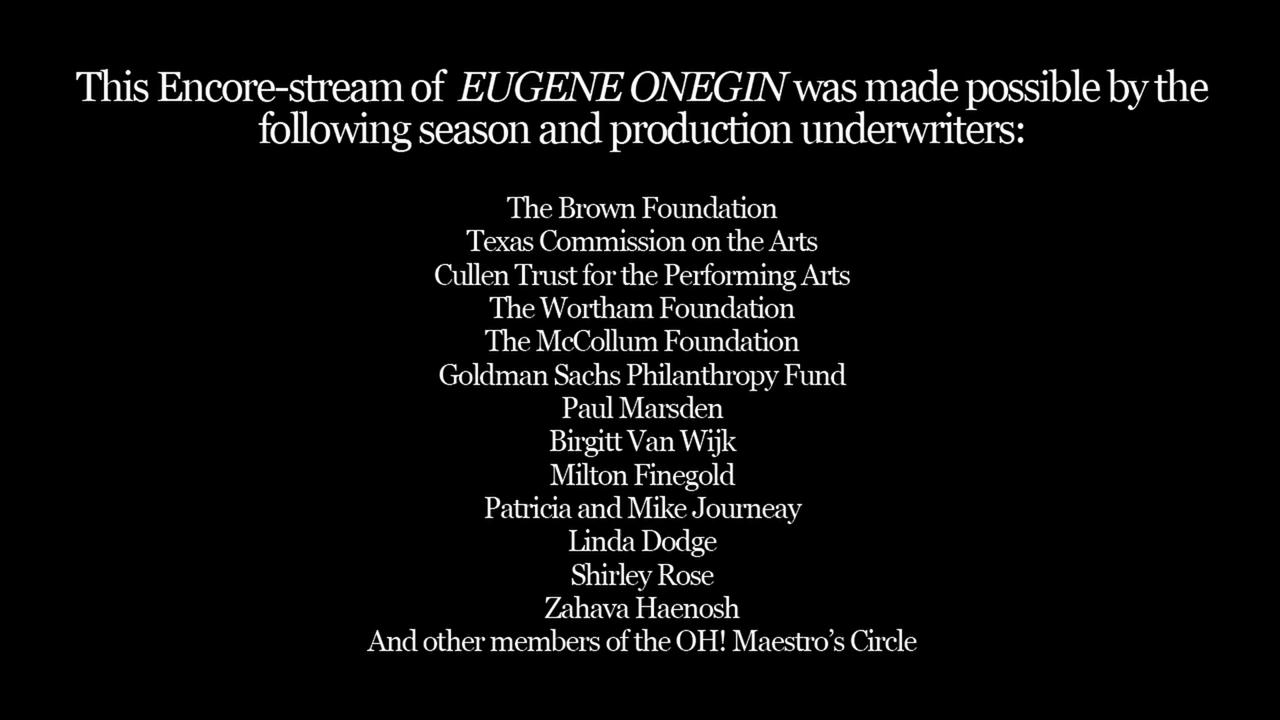 This Encore-stream of EUGENE ONEGIN was made possible by the
following season and production underwriters:
The Brown Foundation
Texas Commission on the Arts
Cullen Trust for the Performing Arts
The Wortham Foundation
The McCollum Foundation
Goldman Sachs Philanthropy Fund
Paul Marsden
Birgitt Van Wijk
Milton Finegold
Patricia and Mike Journeay
Linda Dodge
Shirley Rose
Zahava Haenosh
And other members of the OH! Maestro’s Circle